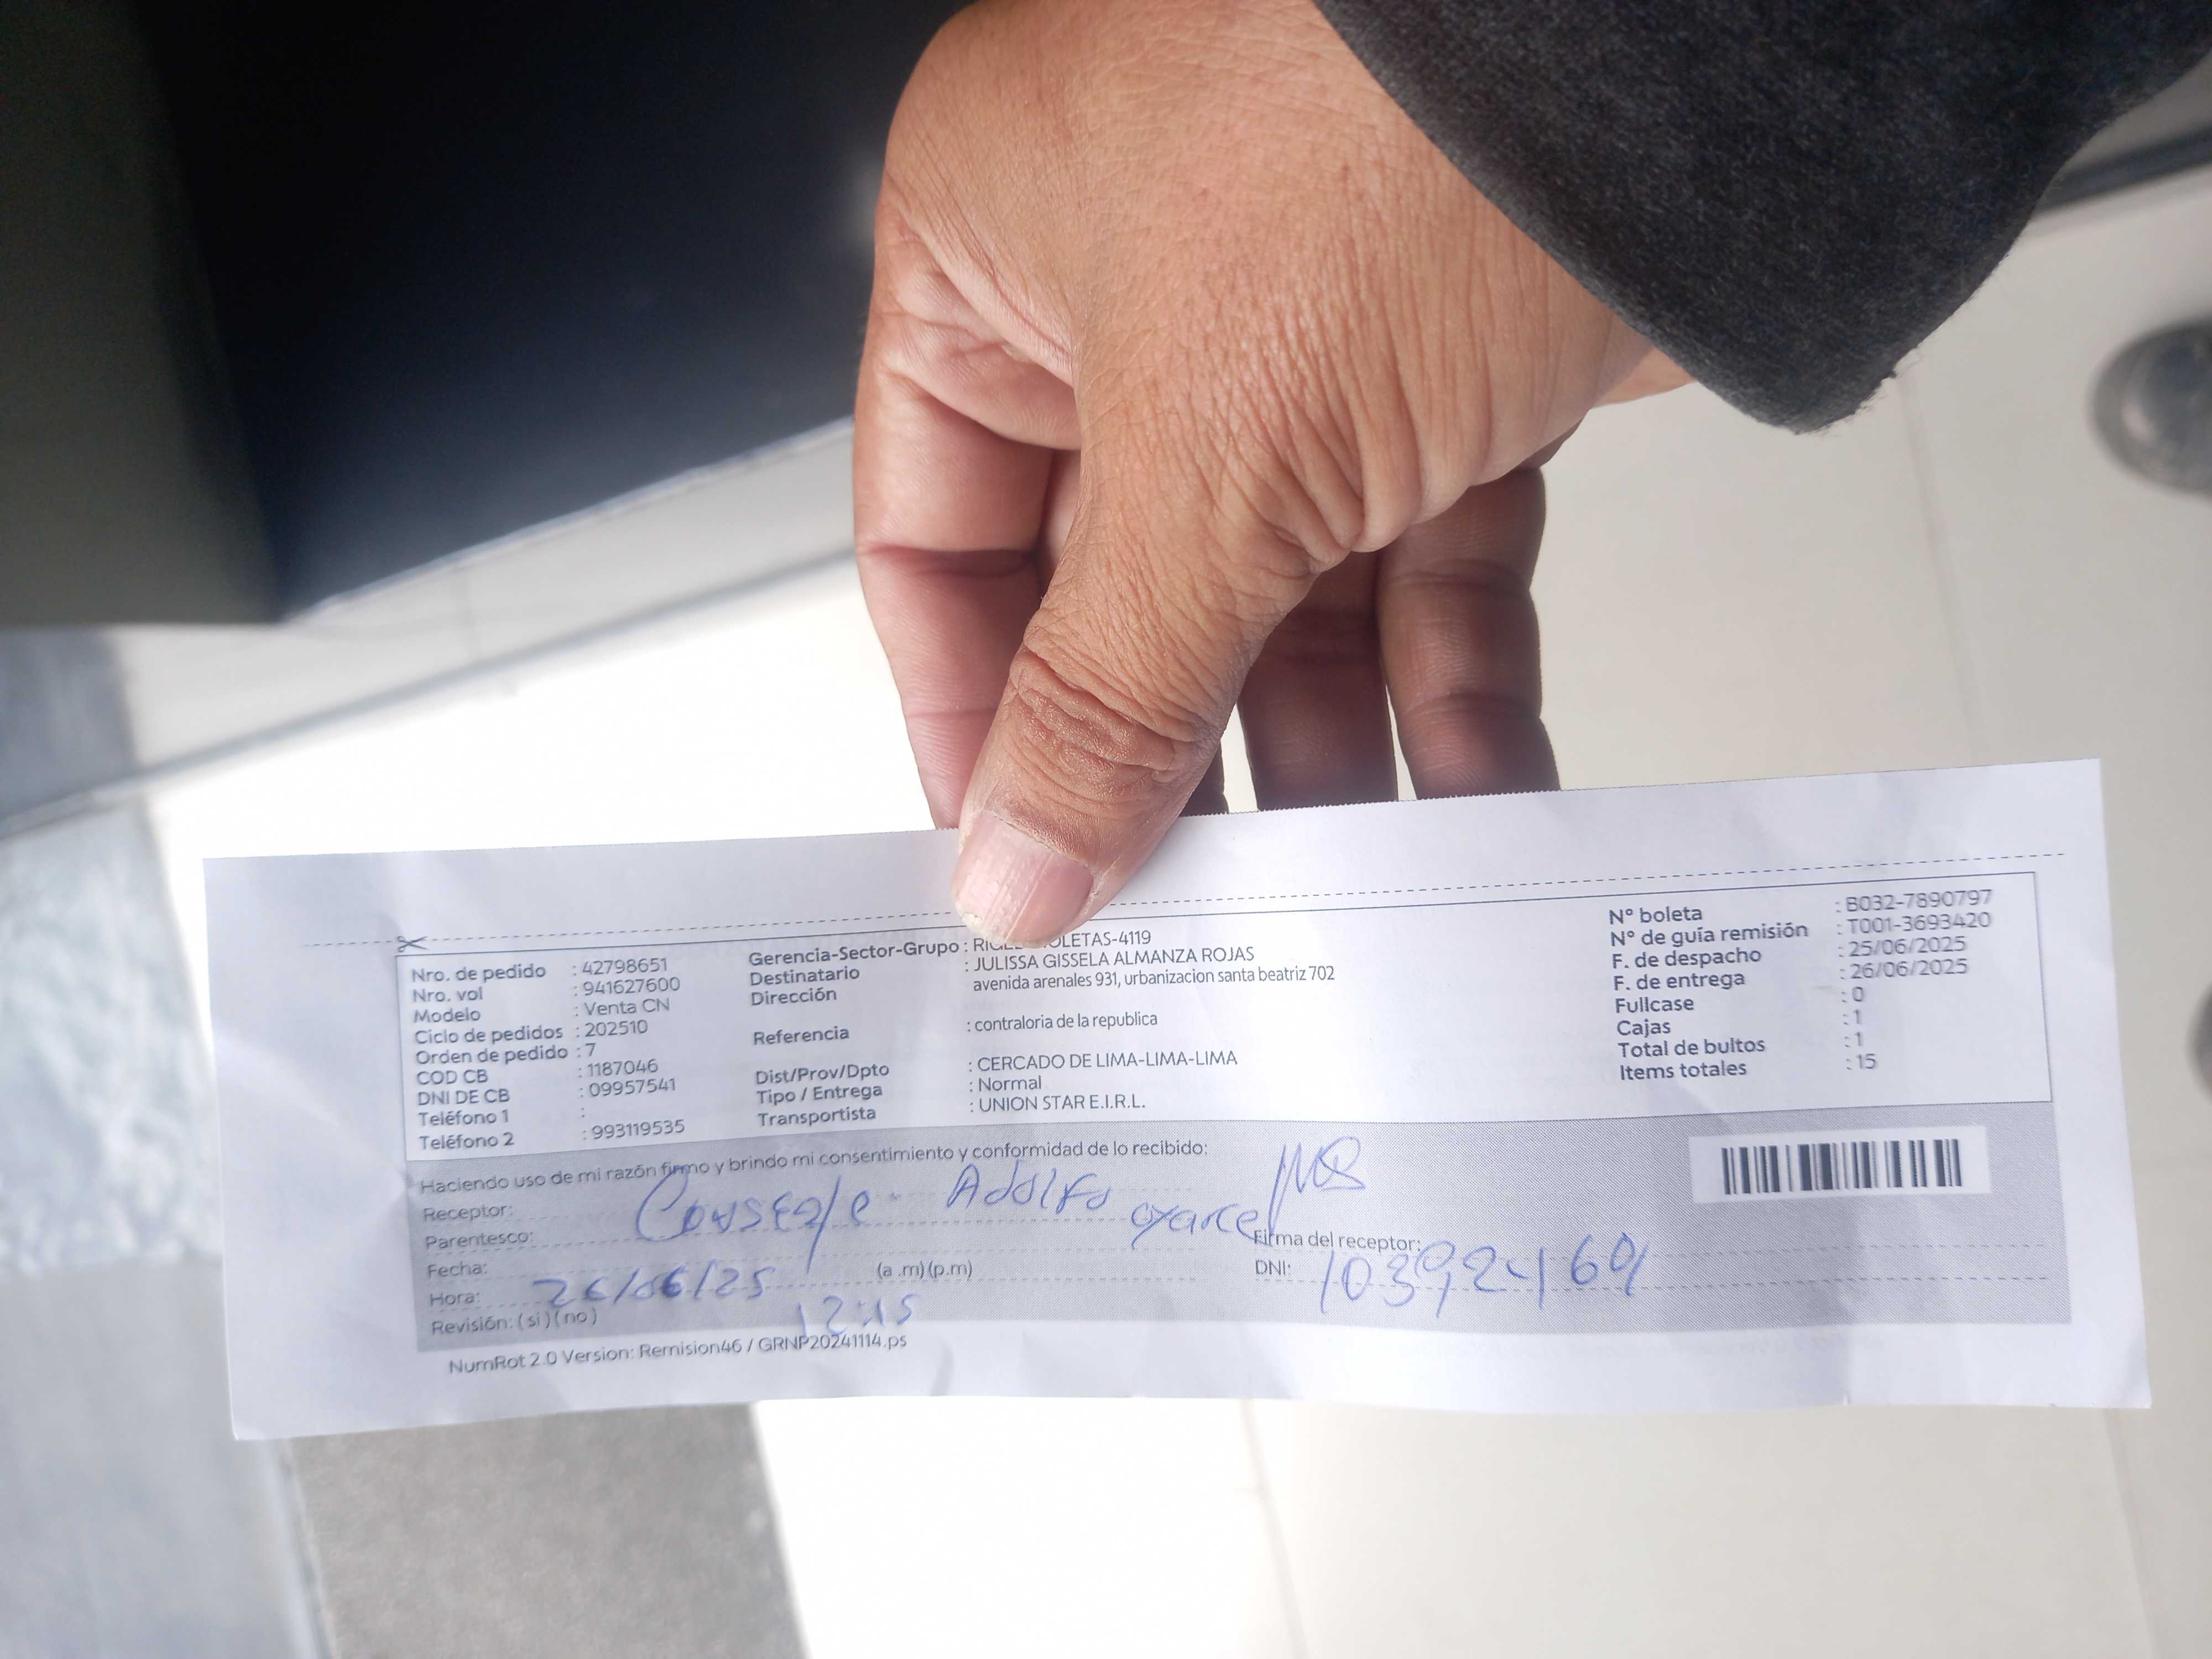 Nro. de pedido : 42798651
Nro. vol : 941627600
Modelo : Venta CN
Ciclo de pedidos : 202510
Orden de pedido : 7
COD CB : 1187046
DNI DE CB : 09957541
Teléfono 1 :
Teléfono 2 : 993119535
Gerencia-Sector-Grupo : OLETAS-4119
Destinatario : JULISSA GISSELA ALMANZA ROJAS
Dirección avenida arenales 931, urbanizacion santa beatriz 702
Referencia : contraloria de la republica
Dist/Prov/Dpto : CERCADO DE LIMA-LIMA-LIMA
Tipo / Entrega : Normal
Transportista : UNION STAR E.I.R.L.
N° boleta : B032-7890797
N° de guía remisión : T001-3693420
F. de despacho : 25/06/2025
F. de entrega : 26/06/2025
Fullcase : 0
Cajas : 1
Total de bultos : 1
Items totales : 15
Haciendo uso de mi razón firmo y brindo mi consentimiento y conformidad de lo recibido:
Receptor: Adolfo
Parentesco:
Fecha: 26/06/25
Hora: 12:15 (a.m)(p.m)
Revisión: (si)(no)
Firma del receptor:
DNI:
NumRot 2.0 Version: Remision46 / GRNP20241114.ps